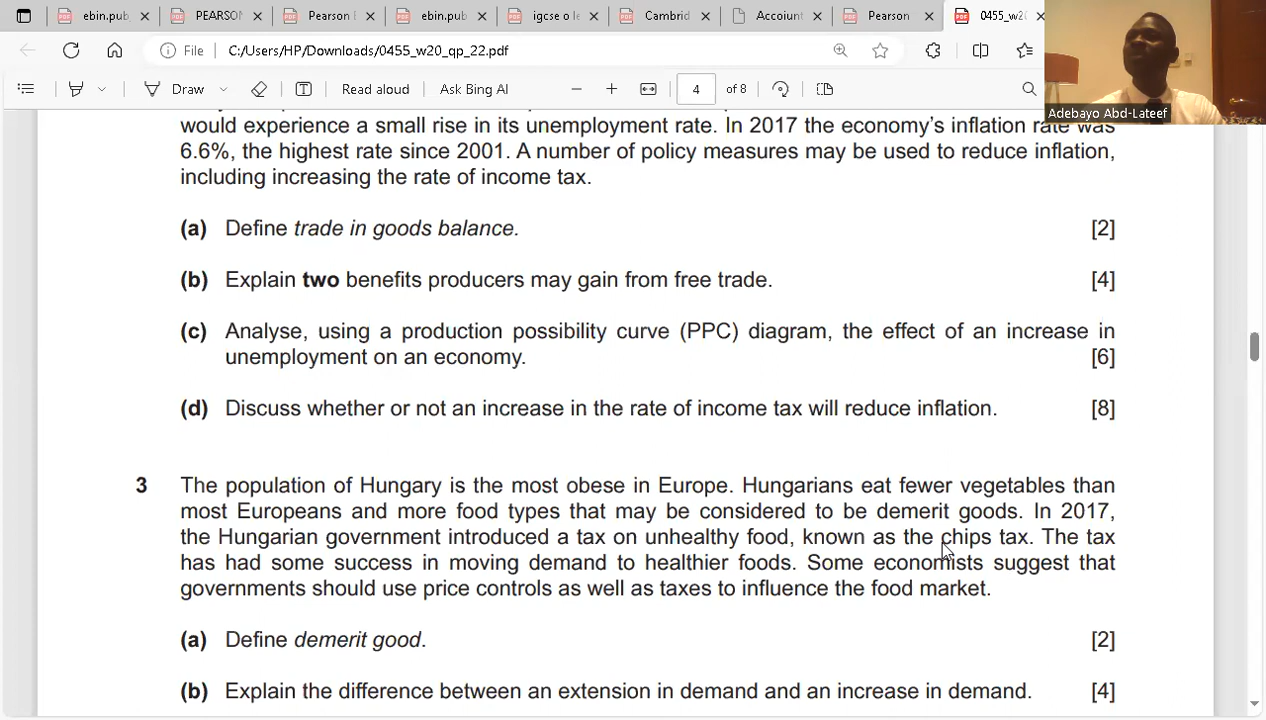 ebin.pub
PEARSON
Pearson E
ebin.pub
igcse o le
Cambrid
Accoiunt
Pearson
0455_w20
File C:/Users/HP/Downloads/0455_w20_qp_22.pdf
Draw Read aloud Ask Bing AI 4 of 8
Adebayo Abd-Lateef
would experience a small rise in its unemployment rate. In 2017 the economy's inflation rate was
6.6%, the highest rate since 2001. A number of policy measures may be used to reduce inflation,
including increasing the rate of income tax.
(a) Define trade in goods balance. [2]
(b) Explain two benefits producers may gain from free trade. [4]
(c) Analyse, using a production possibility curve (PPC) diagram, the effect of an increase in
unemployment on an economy. [6]
(d) Discuss whether or not an increase in the rate of income tax will reduce inflation. [8]
3 The population of Hungary is the most obese in Europe. Hungarians eat fewer vegetables than
most Europeans and more food types that may be considered to be demerit goods. In 2017,
the Hungarian government introduced a tax on unhealthy food, known as the chips tax. The tax
has had some success in moving demand to healthier foods. Some economists suggest that
governments should use price controls as well as taxes to influence the food market.
(a) Define demerit good. [2]
(b) Explain the difference between an extension in demand and an increase in demand. [4]